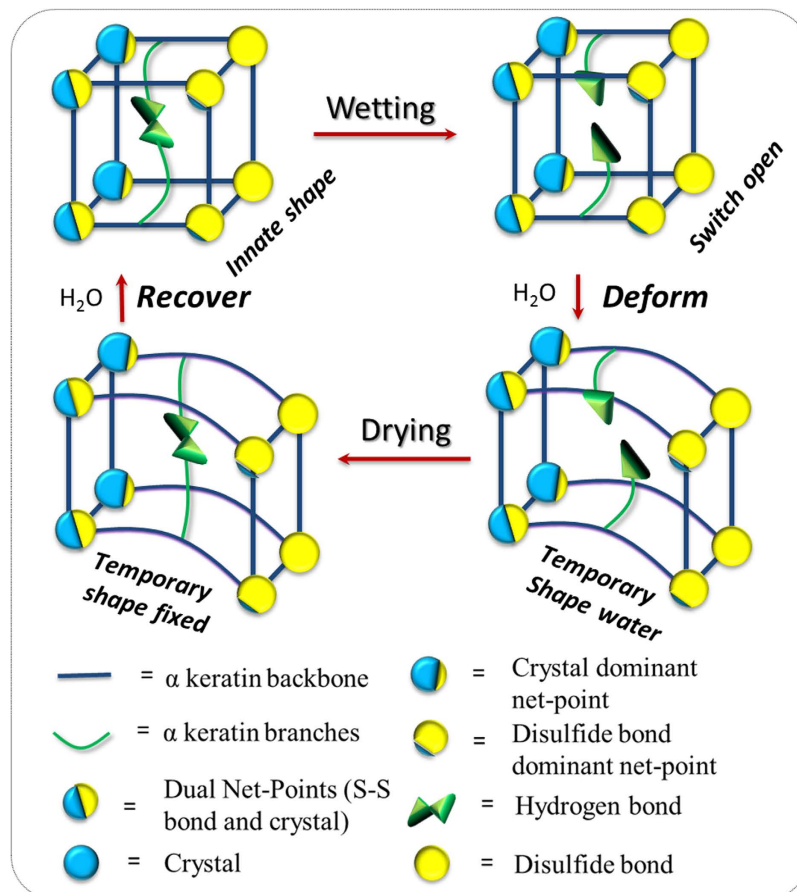 Wetting
Innate shape
Switch open
H₂O
Recover
H₂O
Deform
Drying
Temporary
shape fixed
Temporary
Shape water
= α keratin backbone
= Crystal dominant
net-point
= α keratin branches
= Disulfide bond
dominant net-point
= Dual Net-Points (S-S
bond and crystal)
= Hydrogen bond
= Crystal
= Disulfide bond